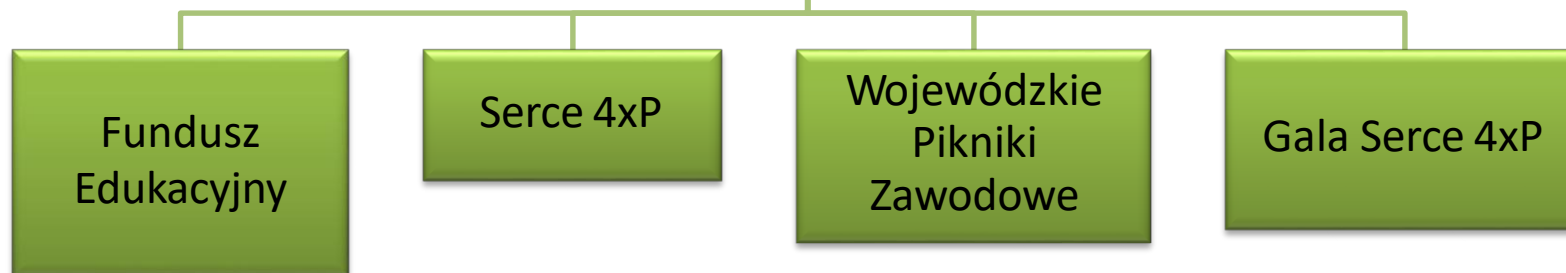 Fundusz
Edukacyjny
Serce 4xP
Wojewódzkie
Pikniki
Zawodowe
Gala Serce 4xP